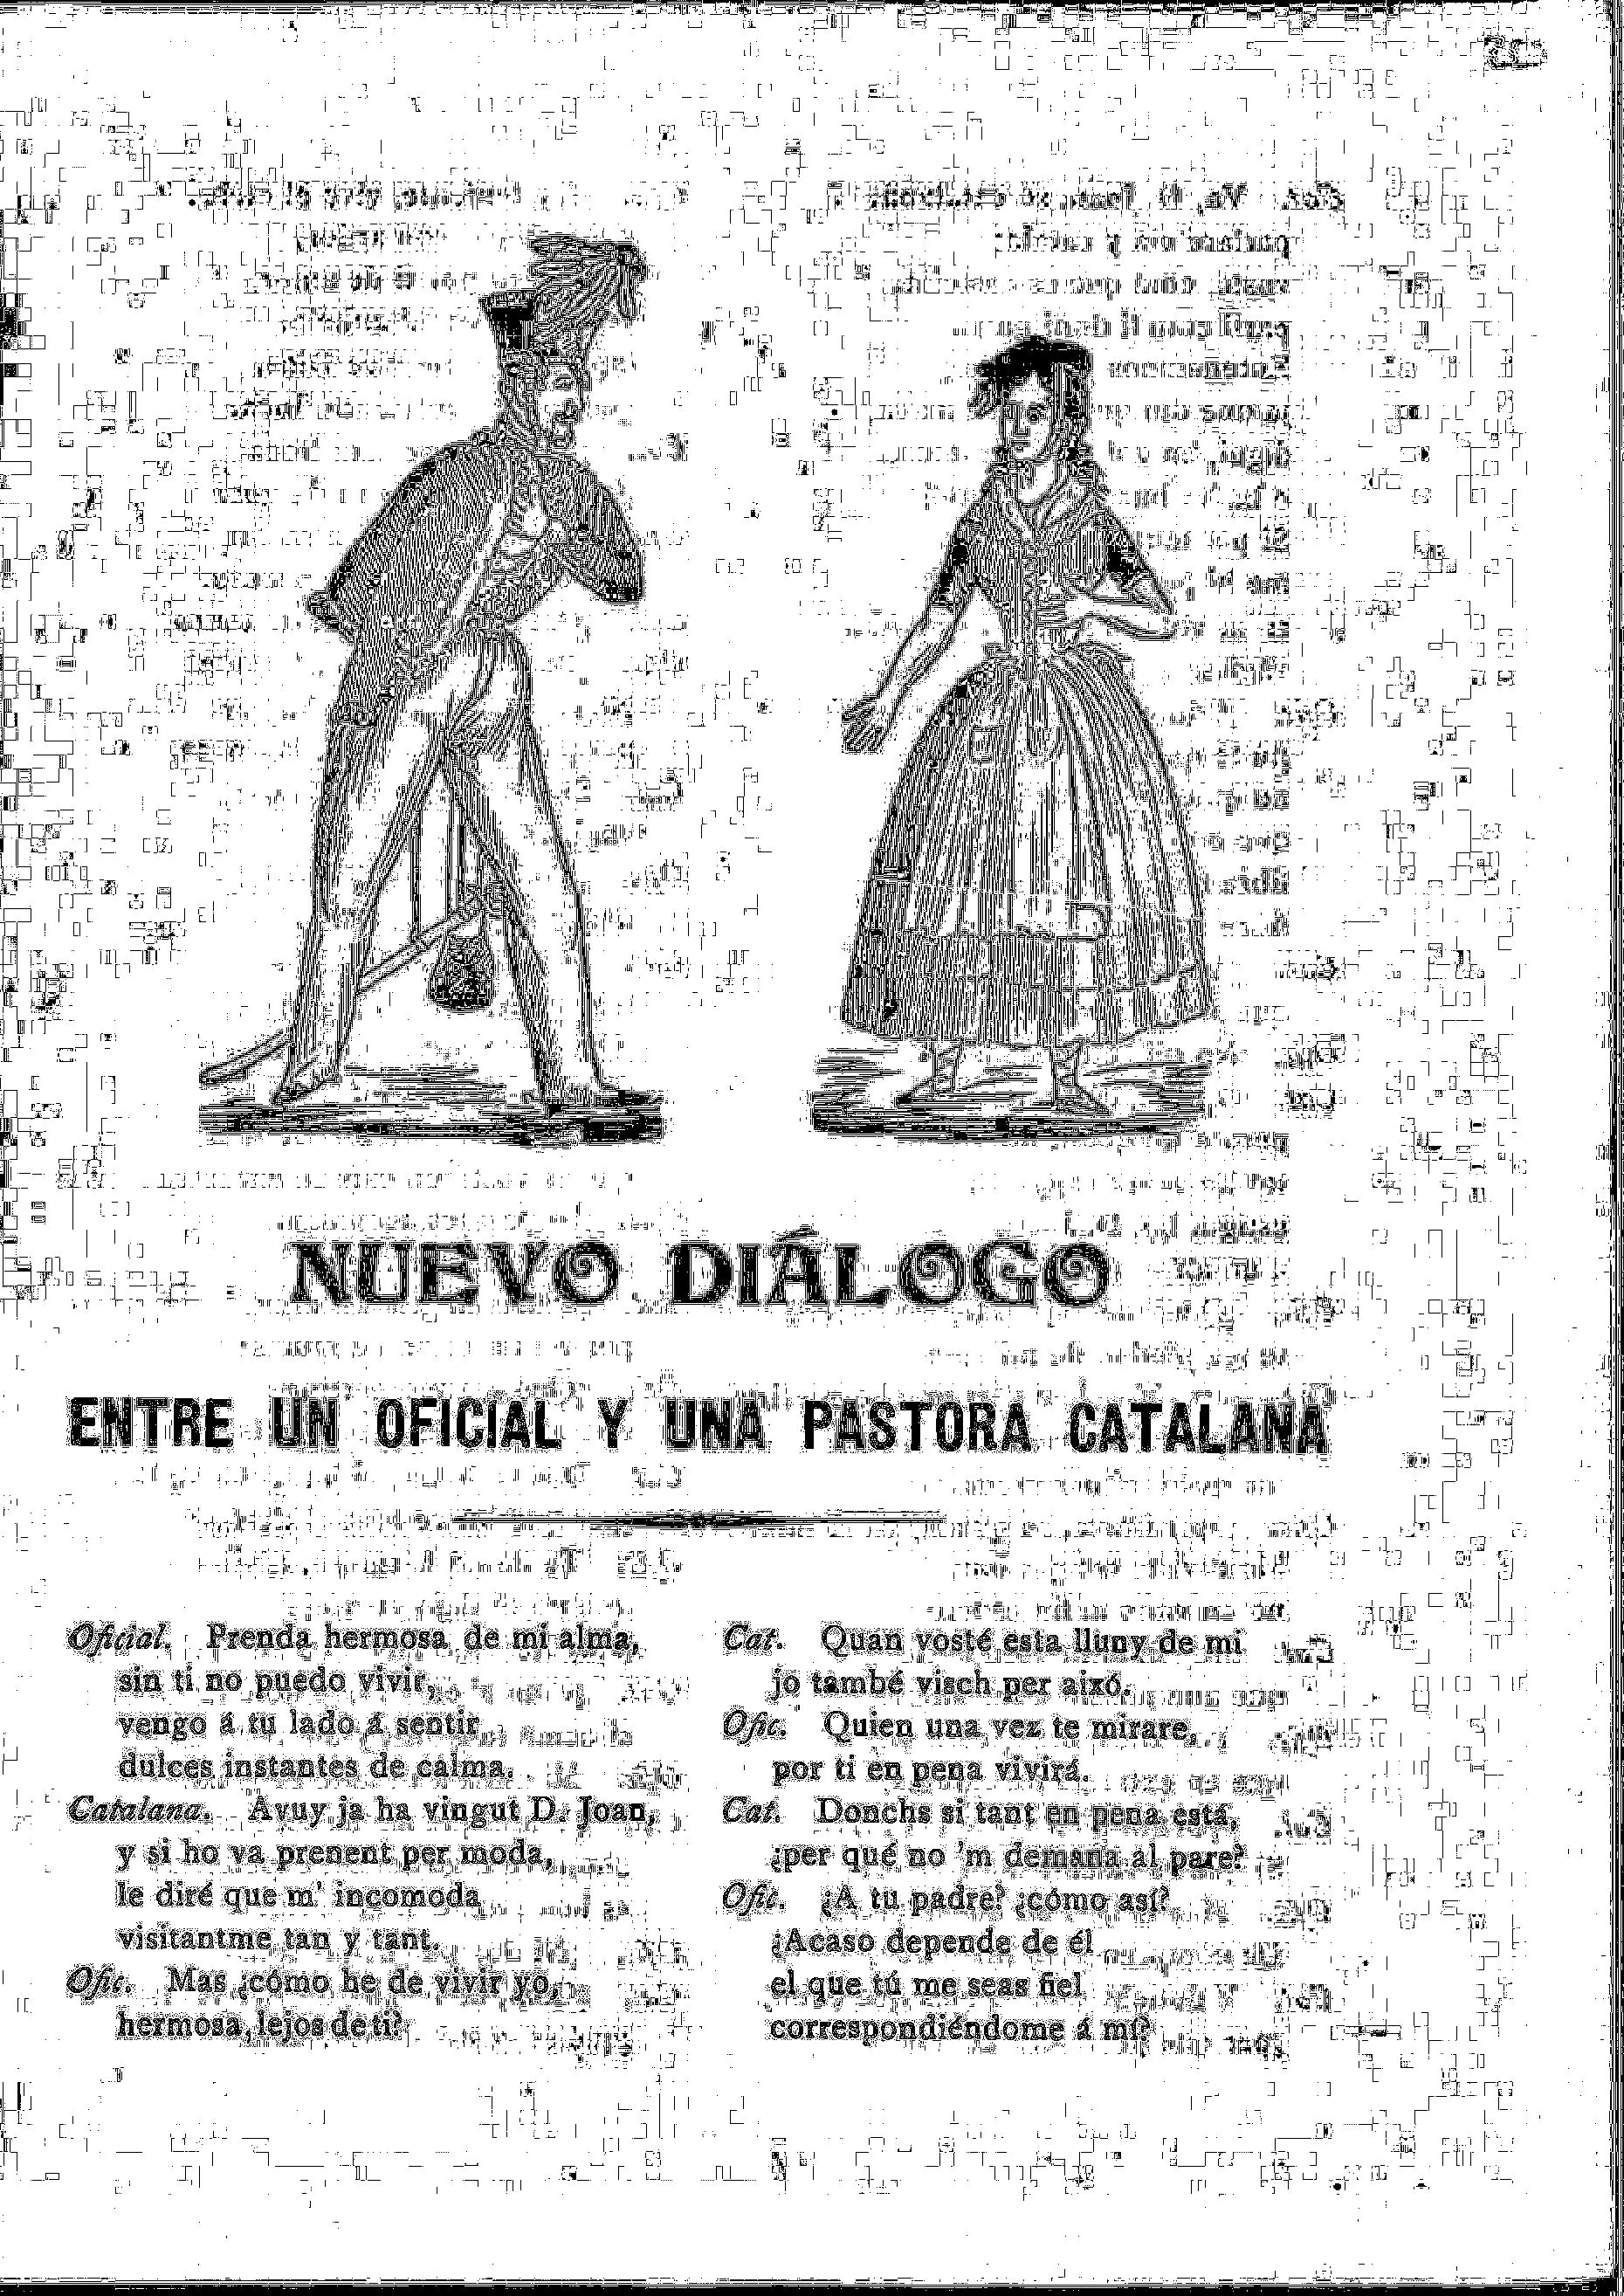 NUEVO DIÁLOGO
ENTRE UN OFICIAL Y UNA PASTORA CATALANA
Oficial. Prenda hermosa de mi alma,
sin ti no puedo vivir,
vengo á tu lado á sentir
dulces instantes de calma.
Catalana. Avuy ja ha vingut D. Joan,
y si ho va prenent per moda,
le diré que m' incomoda
visitantme tan y tant.
Ofic. Mas ¿cómo he de vivir yo,
hermosa, lejos de ti?
Cat. Quan vosté esta lluny de mi
jo també visch per aixó.
Ofic. Quien una vez te mirare,
por ti en pena vivirá.
Cat. Donchs si tant en pena está,
¿per qué no 'm demana al pare?
Ofic. ¿A tu padre? ¿cómo así?
¿Acaso depende de él
el que tú me seas fiel
correspondiéndome á mí?